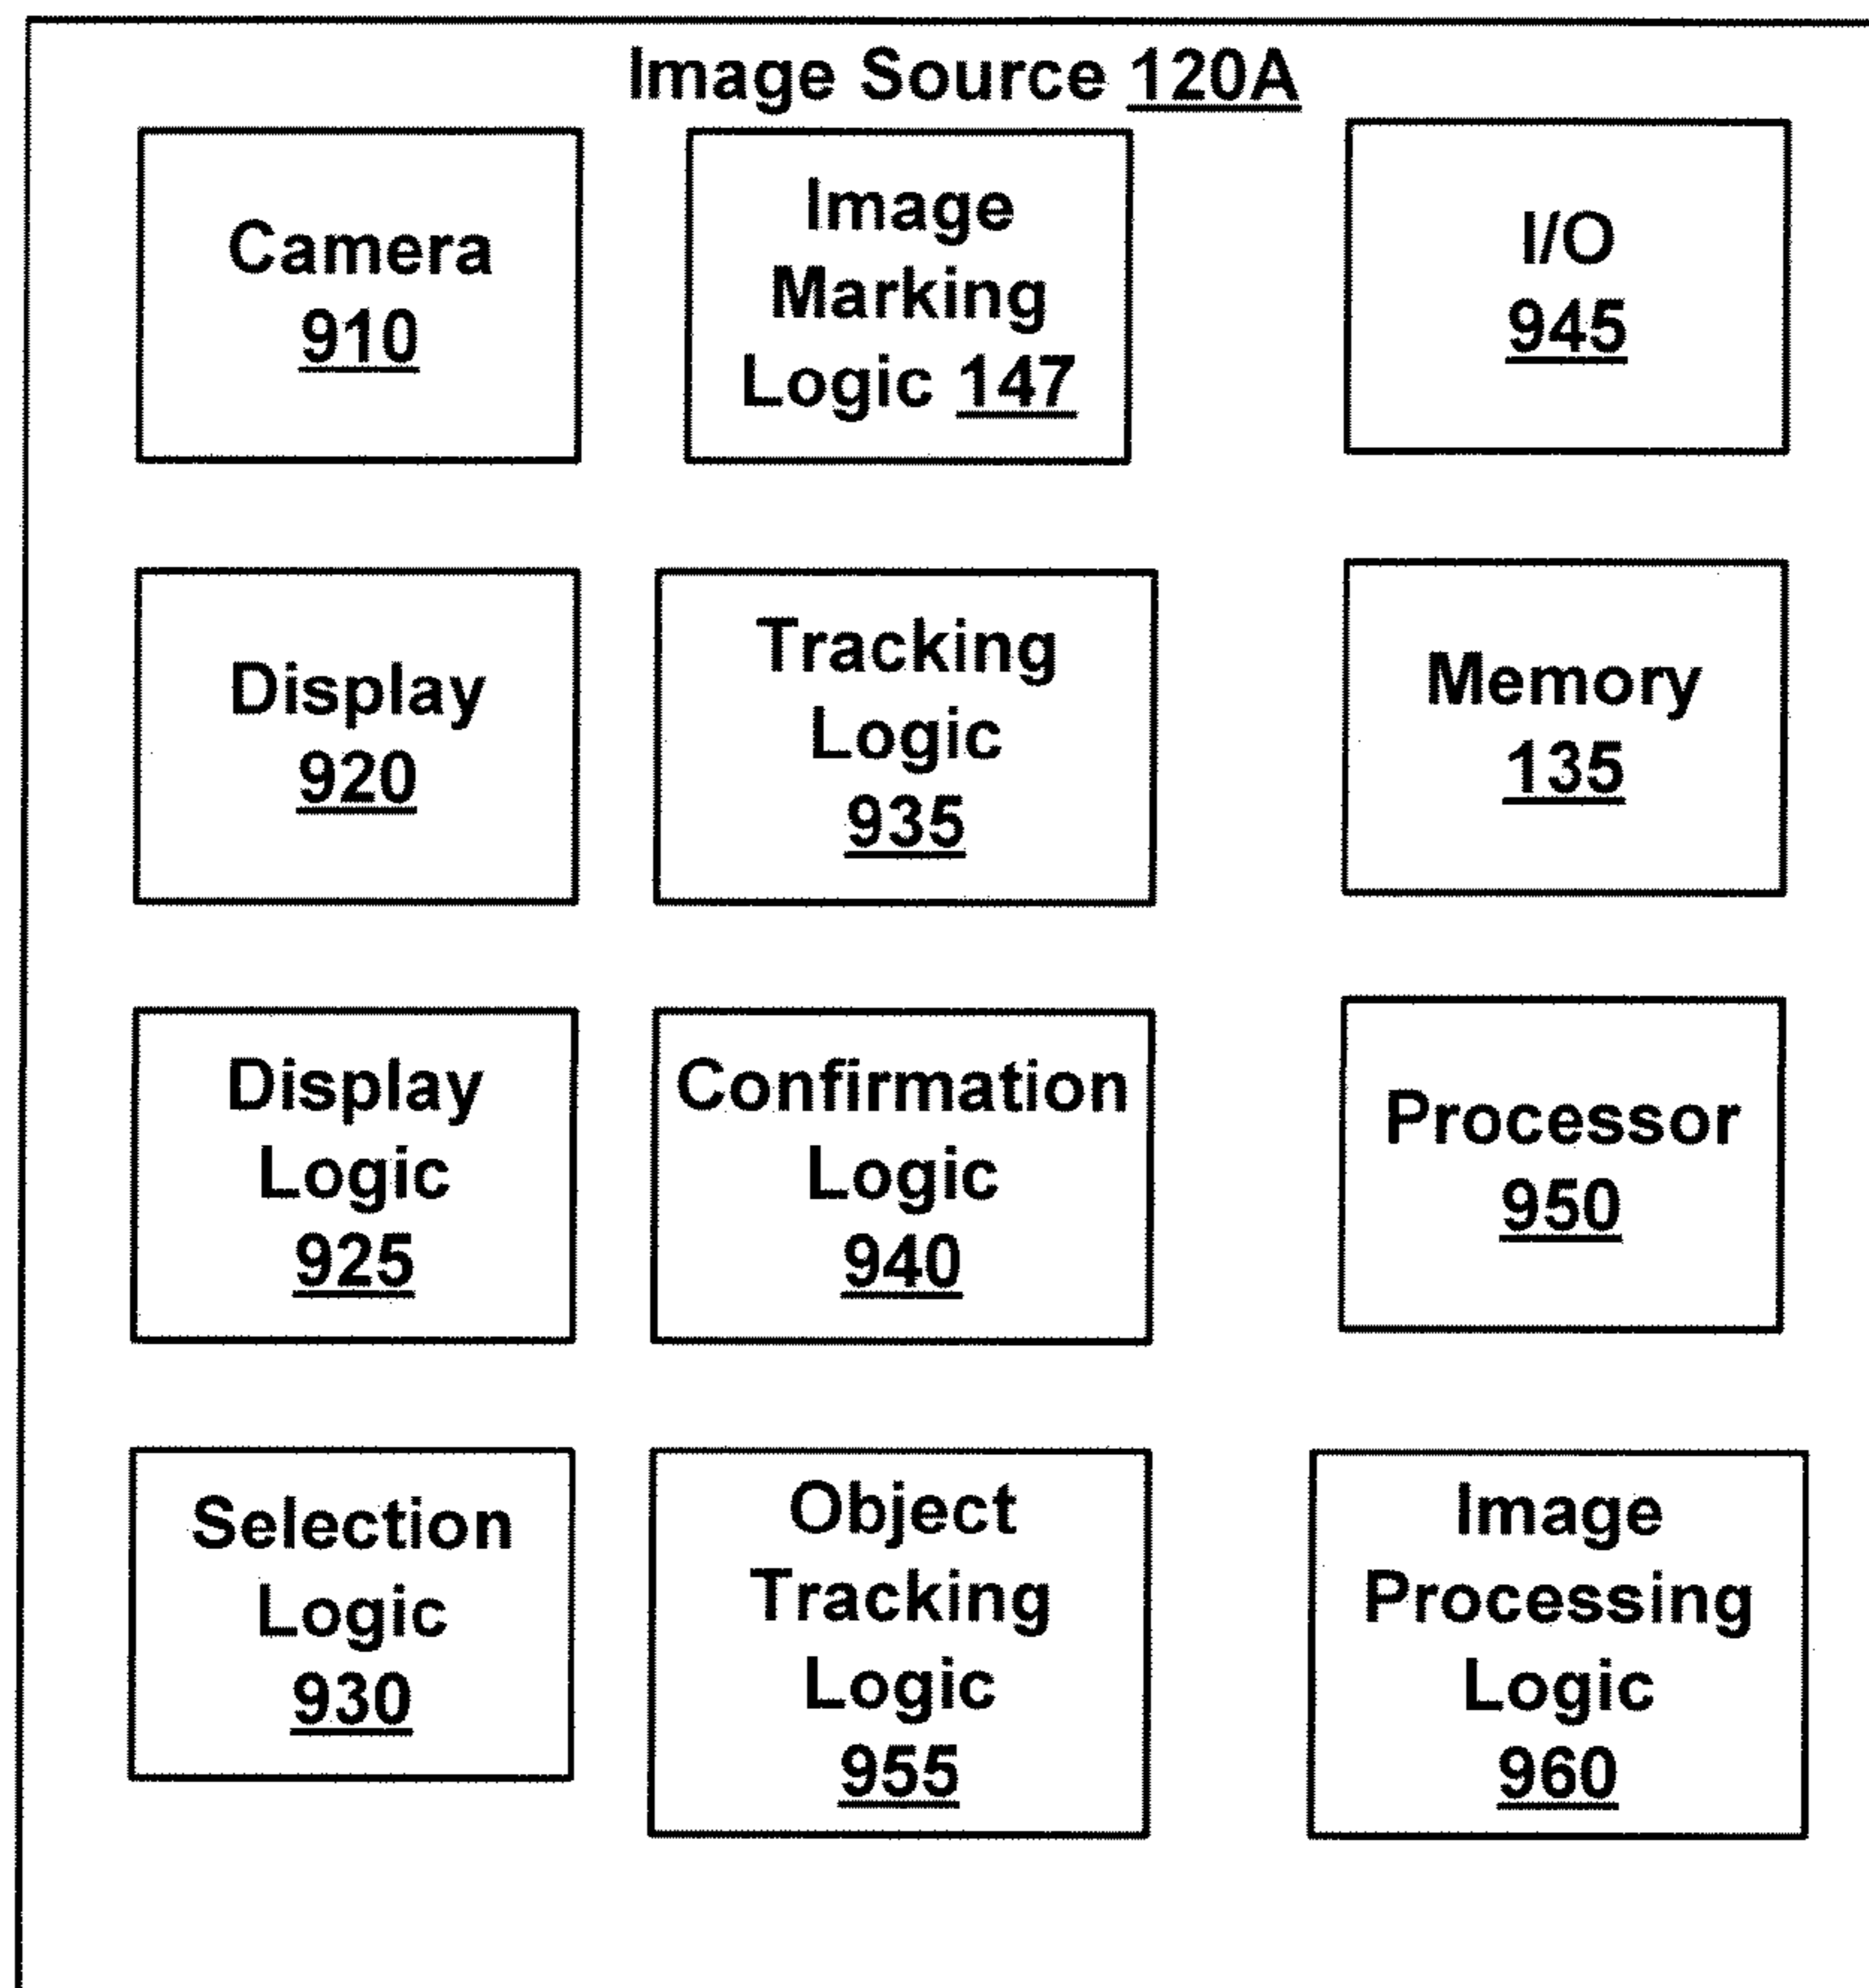 Image Source 120A
Camera
910
Image
Marking
Logic 147
I/O
945
Display
920
Tracking
Logic
935
Memory
135
Display
Logic
925
Confirmation
Logic
940
Processor
950
Selection
Logic
930
Object
Tracking
Logic
955
Image
Processing
Logic
960